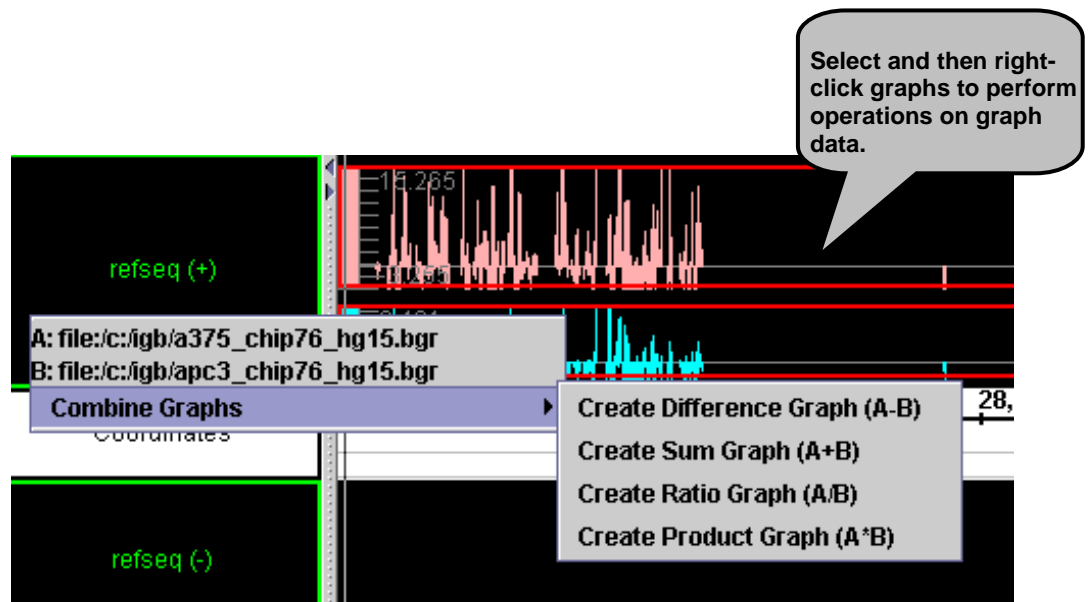 Select and then right-
click graphs to perform
operations on graph
data.
15.265
refseq (+)
A: file:/c:/igb/a375_chip76_hg15.bgr
B: file:/c:/igb/apc3_chip76_hg15.bgr
Combine Graphs
Create Difference Graph (A-B)
28,
Coordinates
Create Sum Graph (A+B)
Create Ratio Graph (A/B)
Create Product Graph (A*B)
refseq (-)